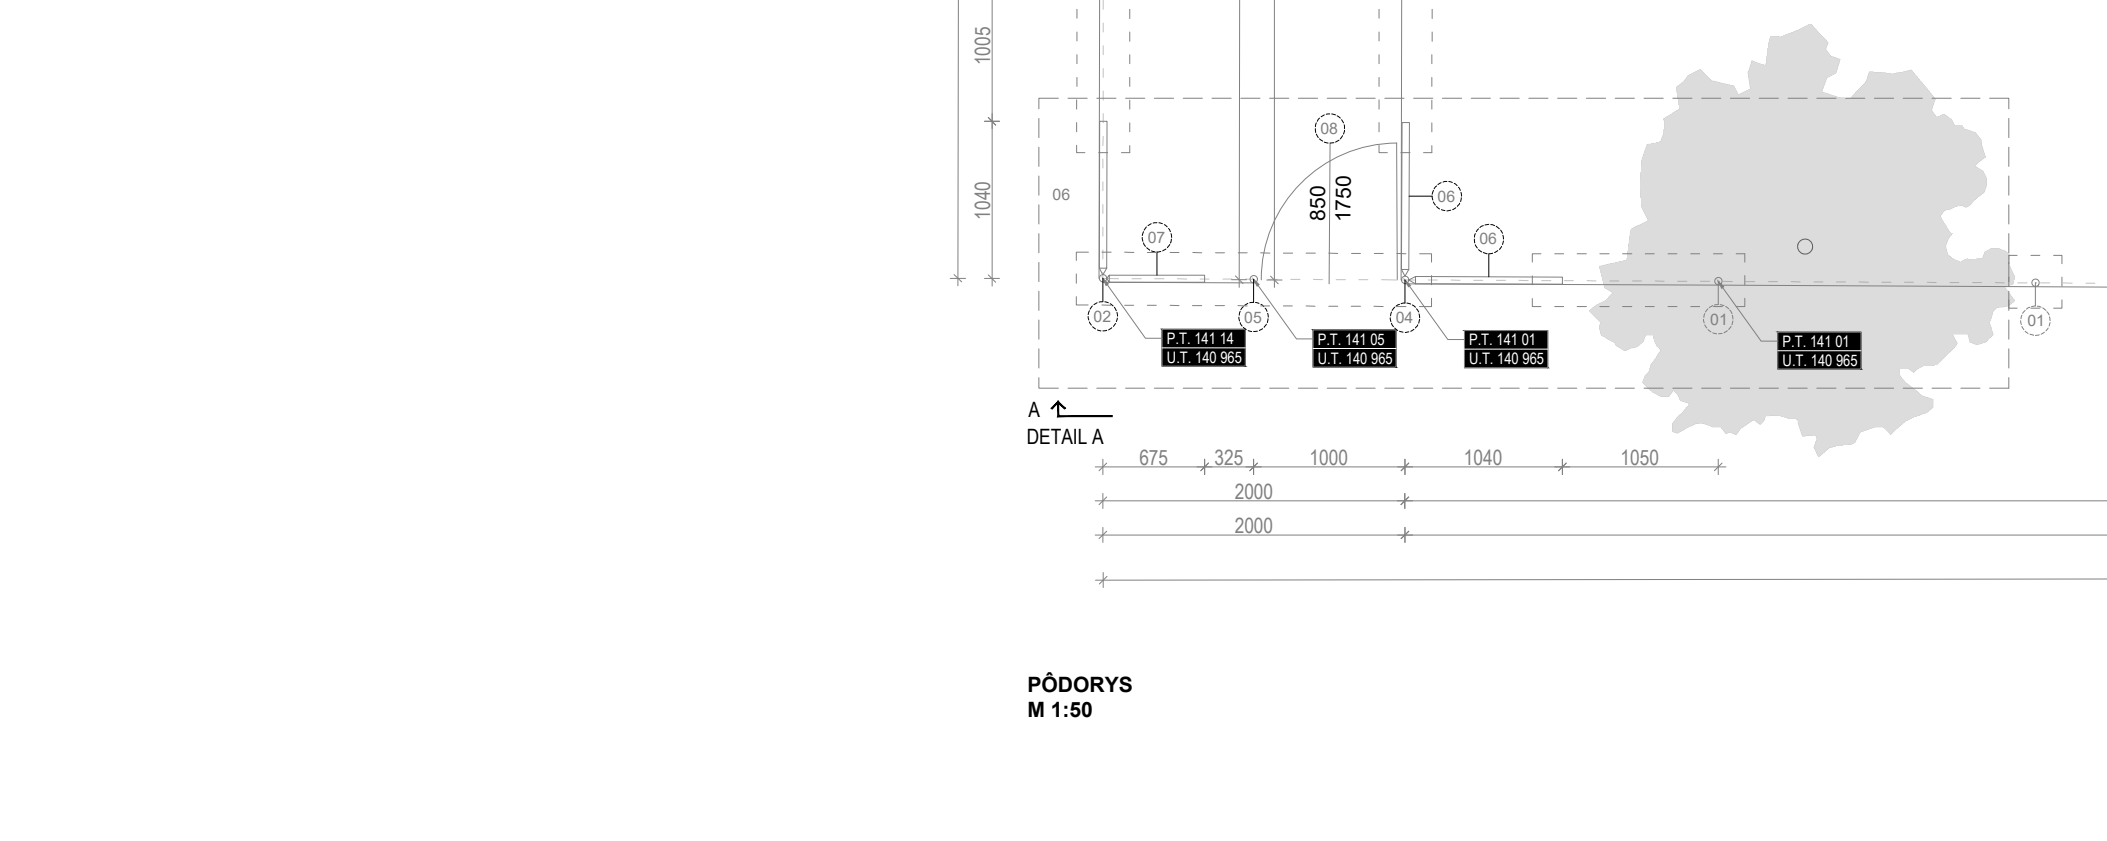 1005
1040
06
08
850
1750
06
07
06
02
05
04
01
01
P.T. 141 14
U.T. 140 965
P.T. 141 05
U.T. 140 965
P.T. 141 01
U.T. 140 965
P.T. 141 01
U.T. 140 965
A
DETAIL A
675 325 1000 1040 1050
2000
2000
PÔDORYS
M 1:50